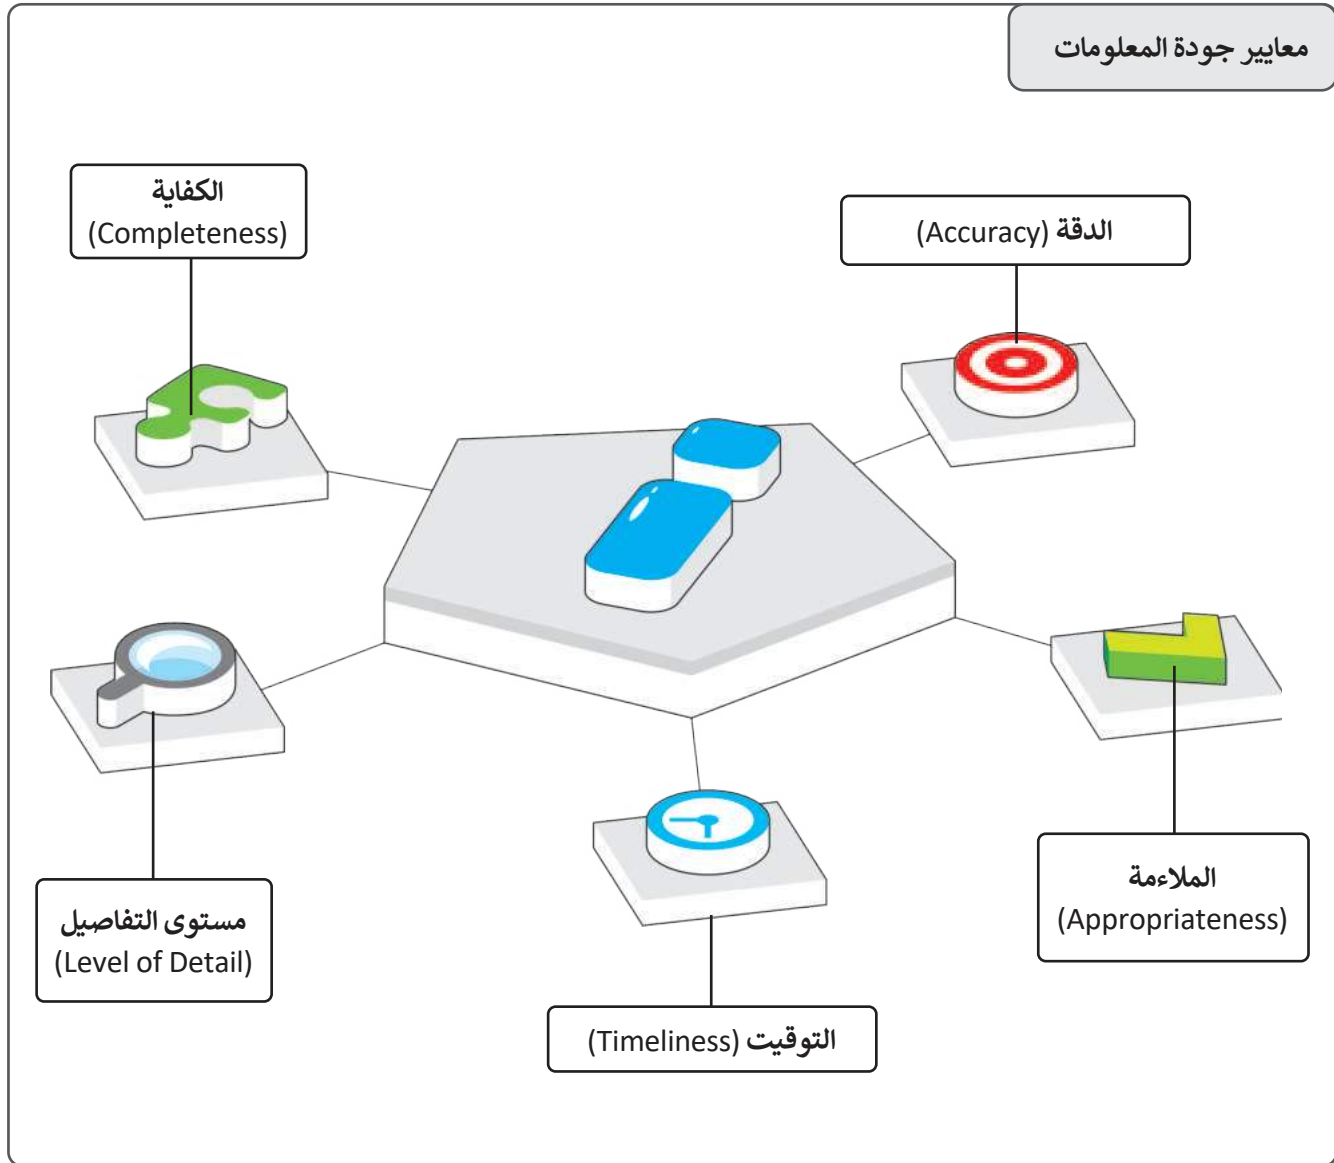 معايير جودة المعلومات
الدقة (Accuracy)
الكفاية
(Completeness)
الملاءمة
(Appropriateness)
مستوى التفاصيل
(Level of Detail)
التوقيت (Timeliness)